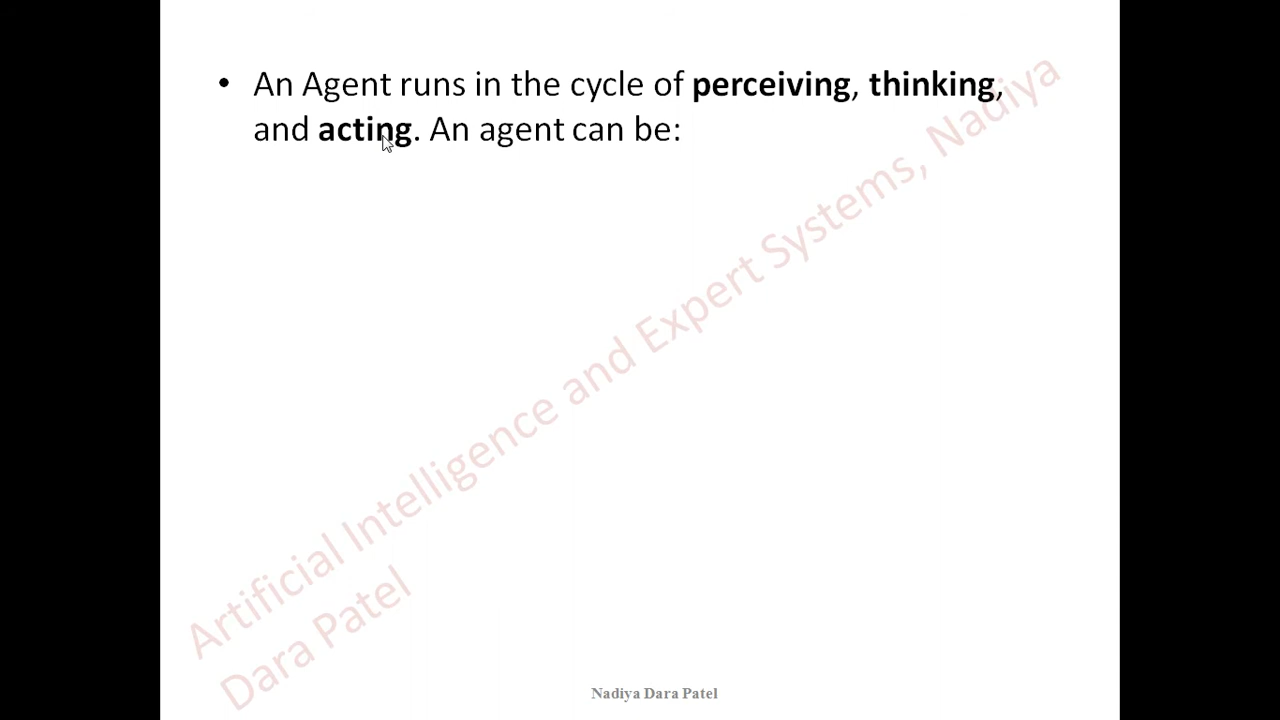 • An Agent runs in the cycle of perceiving, thinking,
and acting. An agent can be:
Artificial Intelligence and Expert Systems, Nadiya
Dara Patel
Nadiya Dara Patel